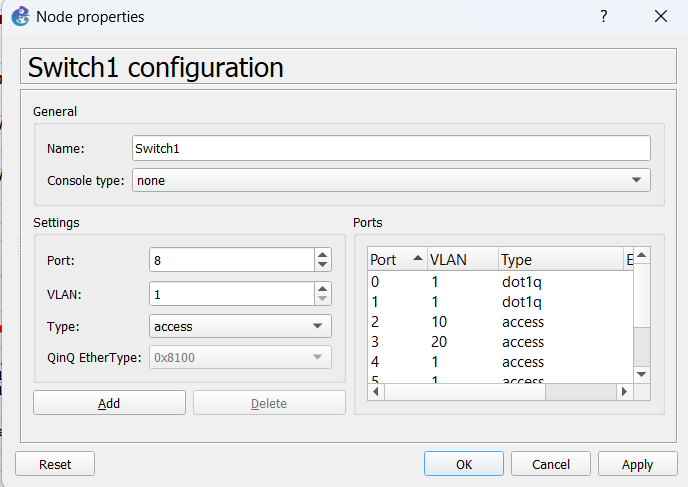 Node properties ? ×
Switch1 configuration
General
Name: Switch1
Console type: none
Settings
Port: 8
VLAN: 1
Type: access
QinQ EtherType: 0x8100
Add Delete
Ports
Port VLAN Type
0 1 dot1q
1 1 dot1q
2 10 access
3 20 access
4 1 access
5 1 access
Reset OK Cancel Apply